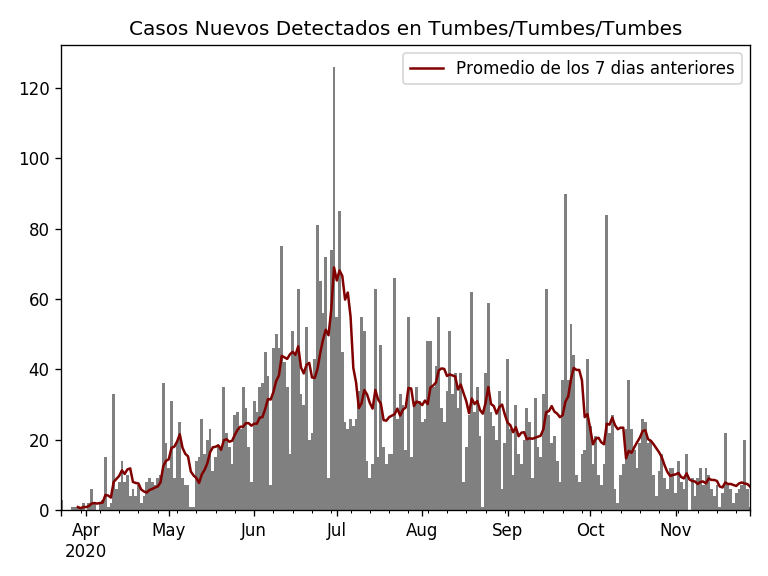 Casos Nuevos Detectados en Tumbes/Tumbes/Tumbes
Promedio de los 7 dias anteriores
120
100
80
60
40
20
0
Apr May Jun Jul Aug Sep Oct Nov
2020